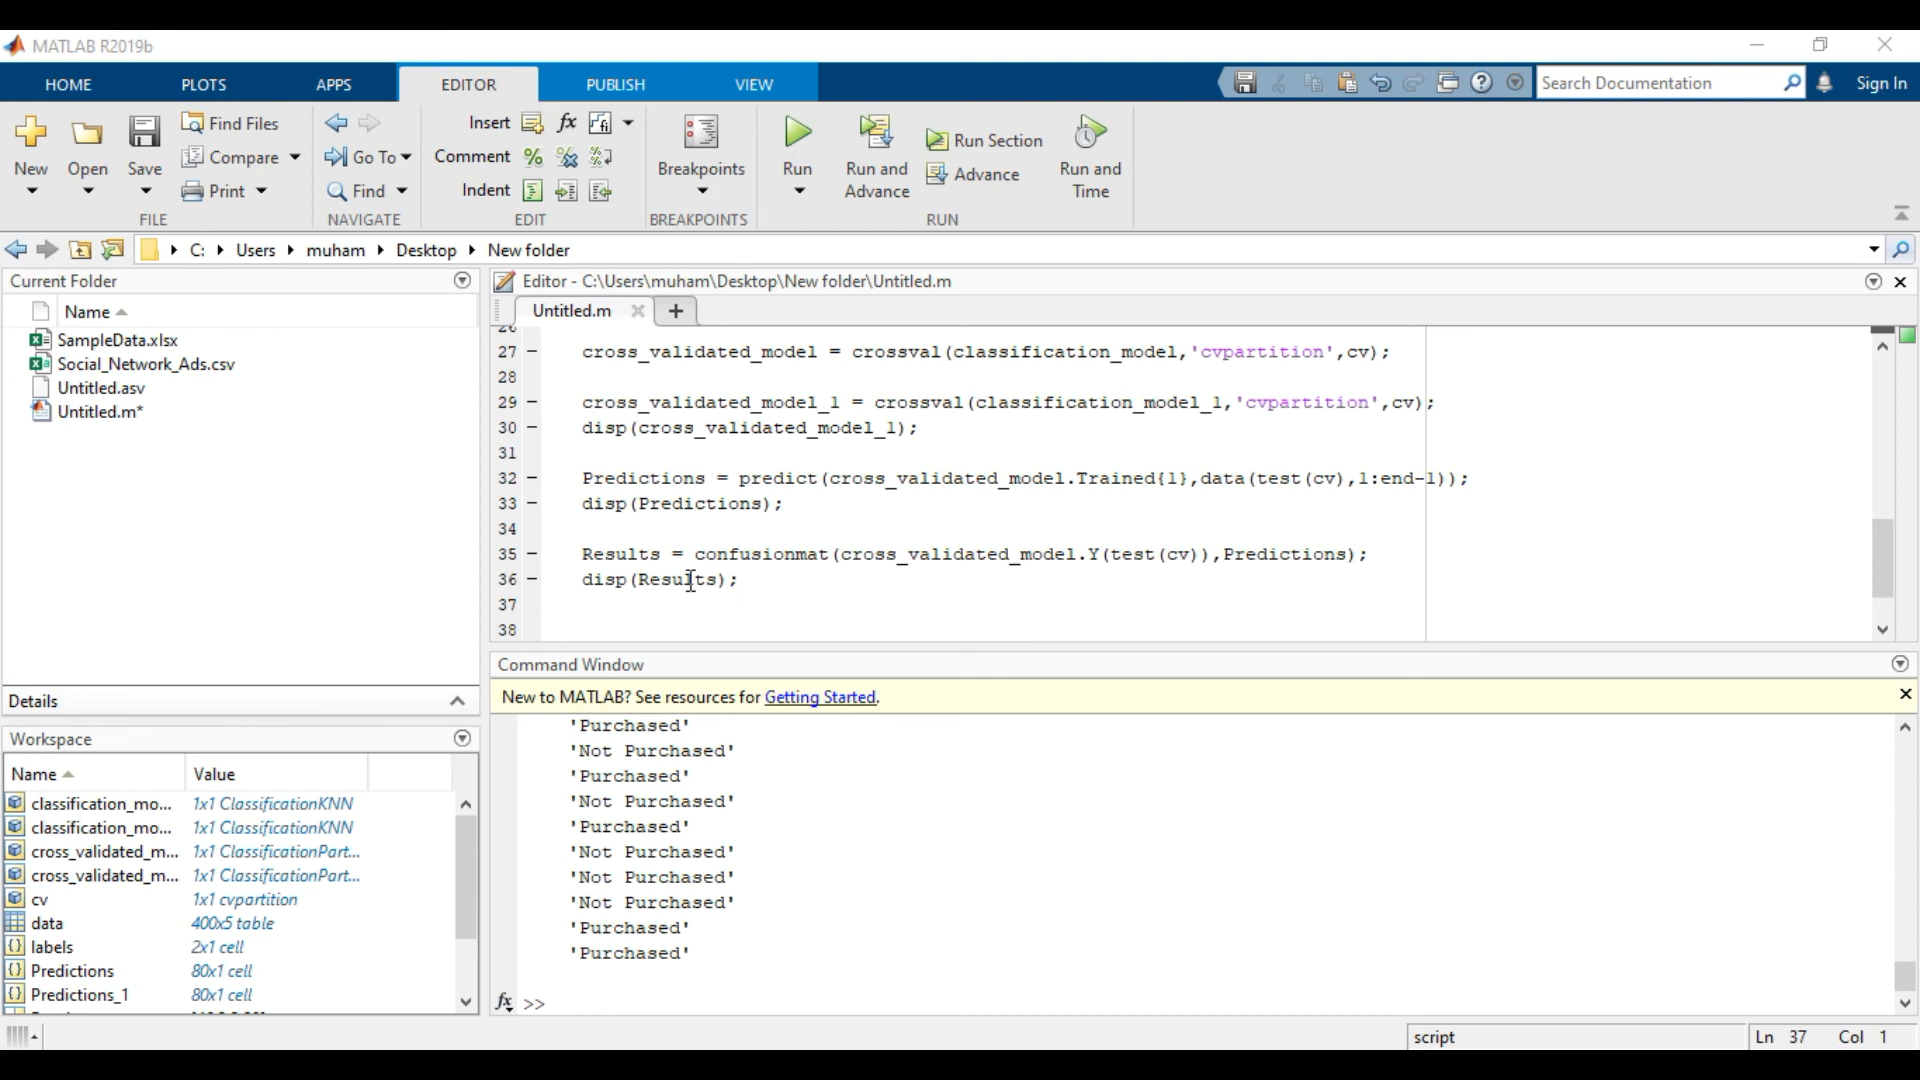 MATLAB R2019b
HOME PLOTS APPS EDITOR PUBLISH VIEW
Search Documentation
Sign In
New
Open
Save
Find Files
Compare
Print
FILE
Go To
Find
NAVIGATE
Insert
Comment
Indent
EDIT
Breakpoints
BREAKPOINTS
Run
Run and Advance
Run Section
Advance
Run and Time
RUN
C: Users muham Desktop New folder
Current Folder
Name
SampleData.xlsx
Social_Network_Ads.csv
Untitled.asv
Untitled.m*
Details
Workspace
Name Value
classification_mo... 1x1 ClassificationKNN
classification_mo... 1x1 ClassificationKNN
cross_validated_m... 1x1 ClassificationPart...
cross_validated_m... 1x1 ClassificationPart...
cv 1x1 cvpartition
data 400x5 table
labels 2x1 cell
Predictions 80x1 cell
Predictions_1 80x1 cell
Editor - C:\Users\muham\Desktop\New folder\Untitled.m
Untitled.m
26
27 – cross_validated_model = crossval(classification_model,'cvpartition',cv);
28
29 – cross_validated_model_1 = crossval(classification_model_1,'cvpartition',cv);
30 – disp(cross_validated_model_1);
31
32 – Predictions = predict(cross_validated_model.Trained{1},data(test(cv),1:end-1));
33 – disp(Predictions);
34
35 – Results = confusionmat(cross_validated_model.Y(test(cv)),Predictions);
36 – disp(Results);
37
38
Command Window
New to MATLAB? See resources for Getting Started.
'Purchased'
'Not Purchased'
'Purchased'
'Not Purchased'
'Purchased'
'Not Purchased'
'Not Purchased'
'Not Purchased'
'Purchased'
'Purchased'
fx >>
script
Ln 37 Col 1